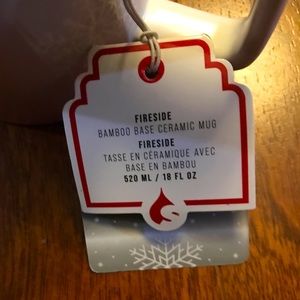 FIRESIDE
BAMBOO BASE CERAMIC MUG
FIRESIDE
TASSE EN CÉRAMIQUE AVEC
BASE EN BAMBOU
520 ML / 18 FL OZ